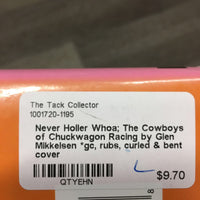 The Tack Collector
1001720-1195
Never Holler Whoa; The Cowboys
of Chuckwagon Racing by Glen
Mikkelsen *gc, rubs, curled & bent
cover
$9.70
QTYEHN
8